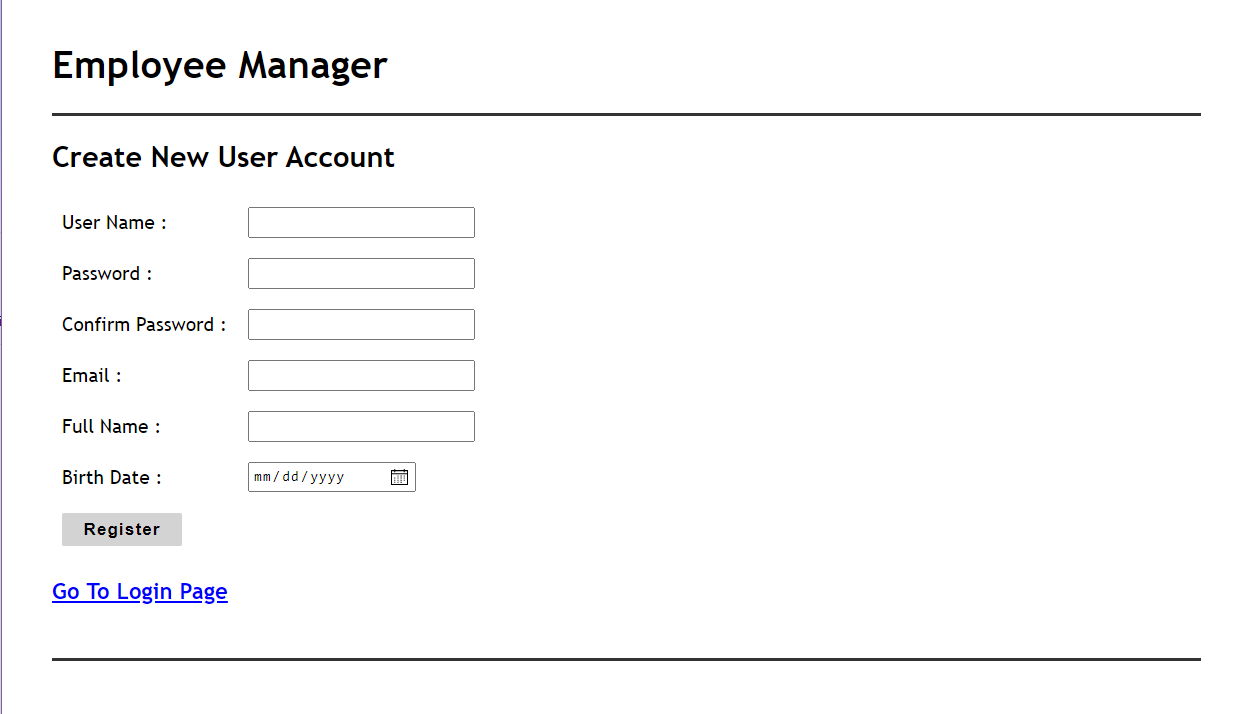 Employee Manager
Create New User Account
User Name :
Password :
Confirm Password :
Email :
Full Name :
Birth Date : mm/dd/yyyy
Register
Go To Login Page